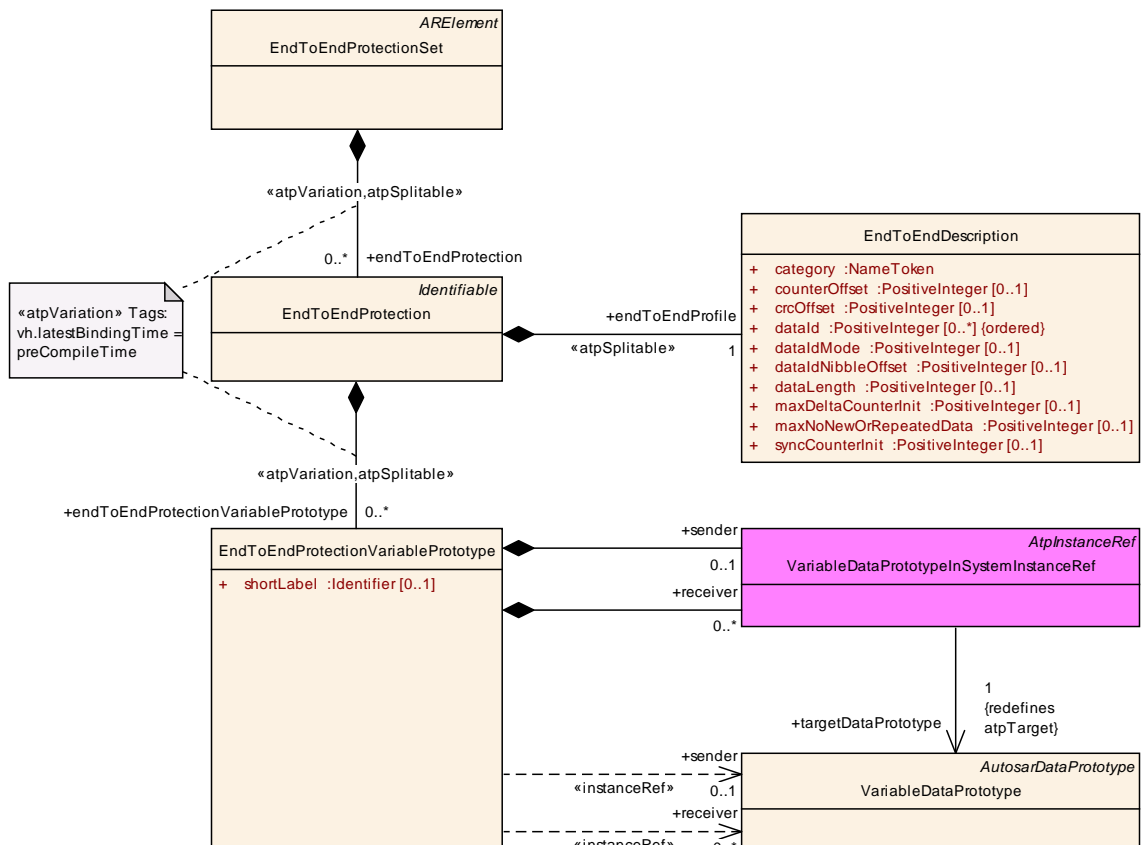 ARElement
EndToEndProtectionSet
«atpVariation,atpSplitable»
0..* +endToEndProtection
«atpVariation» Tags:
vh.latestBindingTime =
preCompileTime
Identifiable
EndToEndProtection
+endToEndProfile
«atpSplitable» 1
EndToEndDescription
+ category :NameToken
+ counterOffset :PositiveInteger [0..1]
+ crcOffset :PositiveInteger [0..1]
+ dataId :PositiveInteger [0..*] {ordered}
+ dataIdMode :PositiveInteger [0..1]
+ dataIdNibbleOffset :PositiveInteger [0..1]
+ dataLength :PositiveInteger [0..1]
+ maxDeltaCounterInit :PositiveInteger [0..1]
+ maxNoNewOrRepeatedData :PositiveInteger [0..1]
+ syncCounterInit :PositiveInteger [0..1]
«atpVariation,atpSplitable»
+endToEndProtectionVariablePrototype 0..*
EndToEndProtectionVariablePrototype
+ shortLabel :Identifier [0..1]
+sender
0..1
+receiver
0..*
AtpInstanceRef
VariableDataPrototypeInSystemInstanceRef
1
{redefines
atpTarget}
+targetDataPrototype
+sender
«instanceRef» 0..1
+receiver
«instanceRef» 0..*
AutosarDataPrototype
VariableDataPrototype